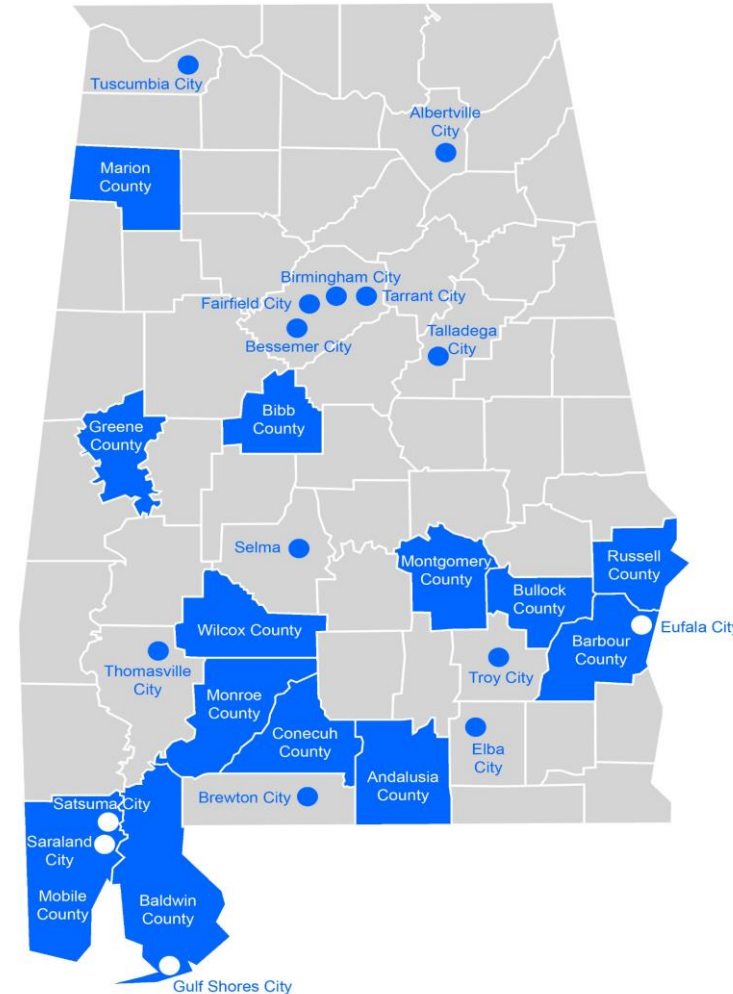 Tuscumbia City
Albertville
City
Marion
County
Birmingham City
Fairfield City
Tarrant City
Bessemer City
Talladega
City
Bibb
County
Greene
County
Selma
Montgomery
County
Russell
County
Bullock
County
Wilcox County
Eufala City
Barbour
County
Thomasville
City
Troy City
Monroe
County
Conecuh
County
Elba
City
Andalusia
County
Brewton City
Satsuma City
Saraland
City
Mobile
County
Baldwin
County
Gulf Shores City